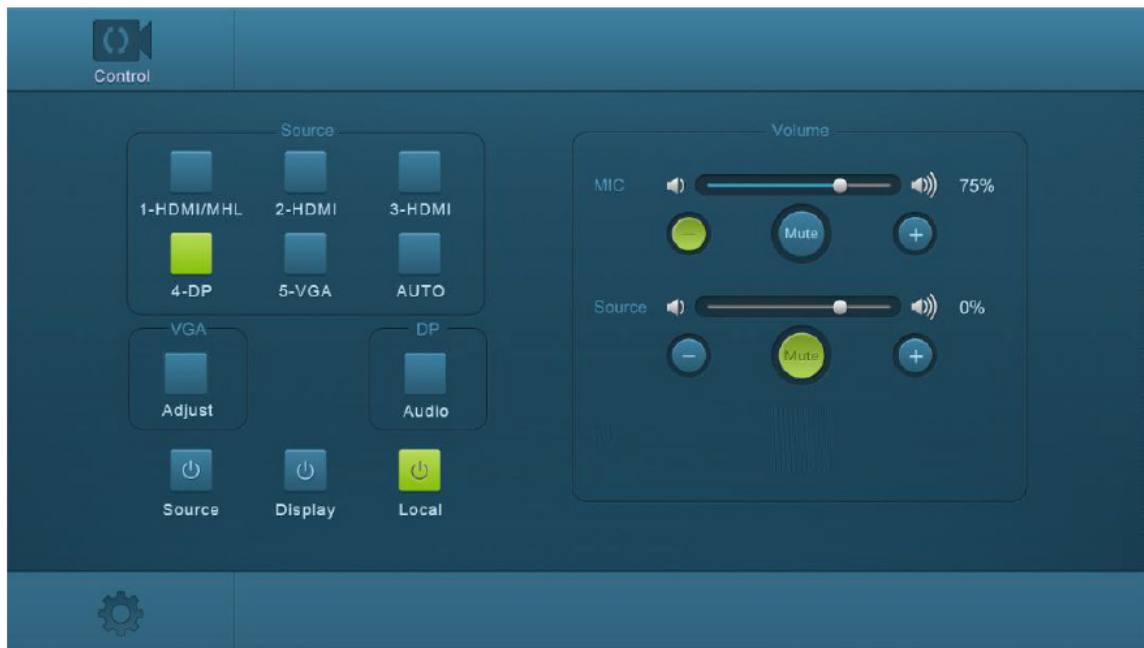 Control
Source
1-HDMI/MHL 2-HDMI 3-HDMI
4-DP 5-VGA AUTO
VGA
Adjust
DP
Audio
Source Display Local
Volume
MIC 75%
- Mute +
Source 0%
- Mute +